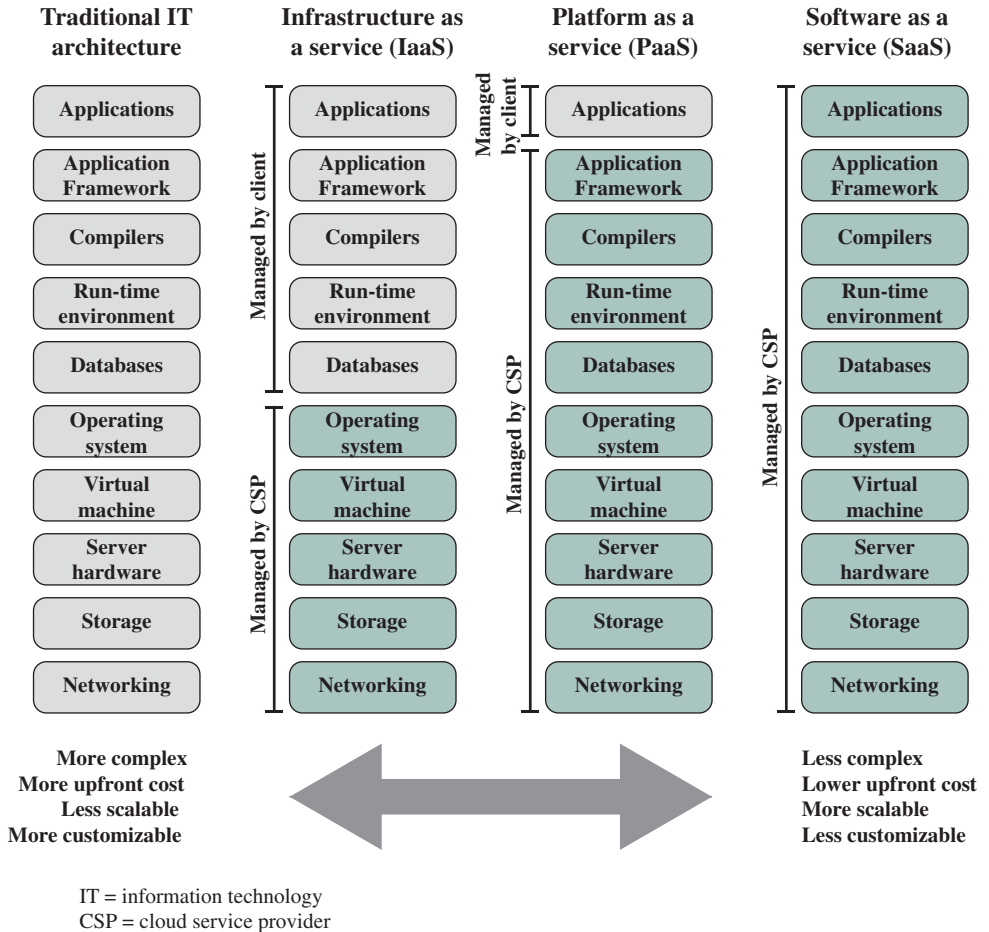 Traditional IT
architecture
Applications
Application
Framework
Compilers
Run-time
environment
Databases
Operating
system
Virtual
machine
Server
hardware
Storage
Networking
Infrastructure as
a service (IaaS)
Managed by client
Managed by CSP
Applications
Application
Framework
Compilers
Run-time
environment
Databases
Operating
system
Virtual
machine
Server
hardware
Storage
Networking
Platform as a
service (PaaS)
Managed
by client
Managed by CSP
Applications
Application
Framework
Compilers
Run-time
environment
Databases
Operating
system
Virtual
machine
Server
hardware
Storage
Networking
Software as a
service (SaaS)
Managed by CSP
Applications
Application
Framework
Compilers
Run-time
environment
Databases
Operating
system
Virtual
machine
Server
hardware
Storage
Networking
More complex
More upfront cost
Less scalable
More customizable
Less complex
Lower upfront cost
More scalable
Less customizable
IT = information technology
CSP = cloud service provider